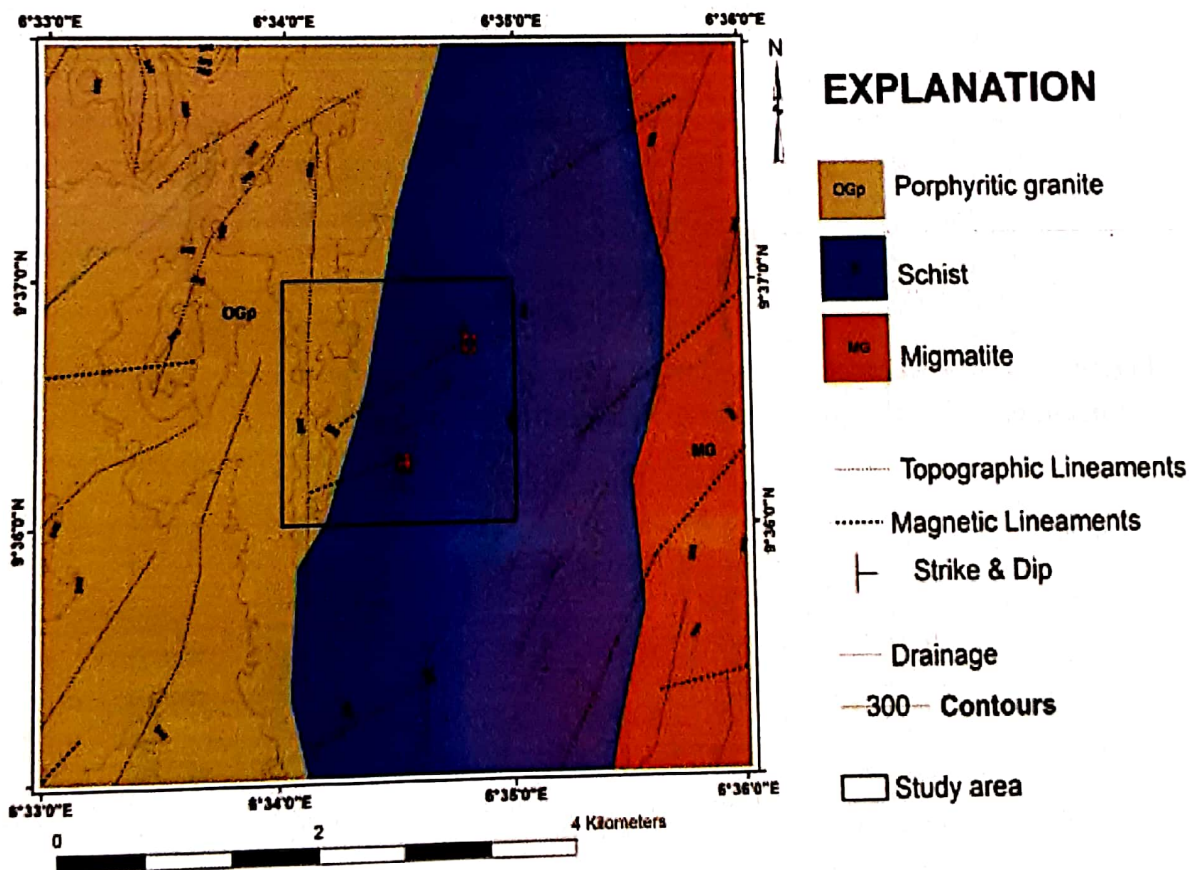 6°33'0"E 6°34'0"E 6°35'0"E 6°36'0"E
N
EXPLANATION
OGp Porphyritic granite
Schist
MG Migmatite
9°37'0"N
9°37'0"N
OGp
MG
9°36'0"N
9°36'0"N
Topographic Lineaments
Magnetic Lineaments
Strike & Dip
Drainage
300 Contours
Study area
6°33'0"E 6°34'0"E 6°35'0"E 6°36'0"E
0 2 4 Kilometers